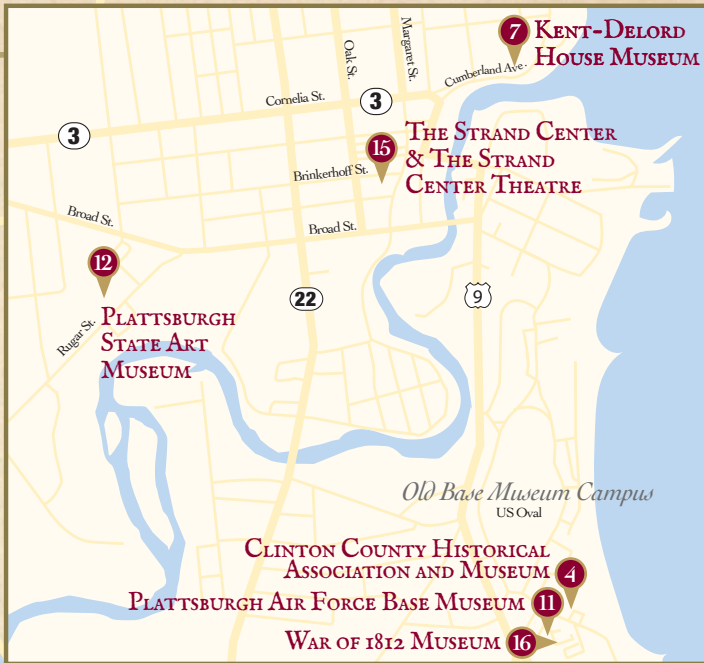 7
Kent-Delord
House Museum
Margaret St.
Oak St.
Cumberland Ave.
Cornelia St.
3
3
15
The Strand Center
& The Strand
Center Theatre
Brinkerhoff St.
Broad St.
Broad St.
12
22
9
Rugar St.
Plattsburgh
State Art
Museum
Old Base Museum Campus
US Oval
Clinton County Historical
Association and Museum
4
Plattsburgh Air Force Base Museum
11
War of 1812 Museum
16